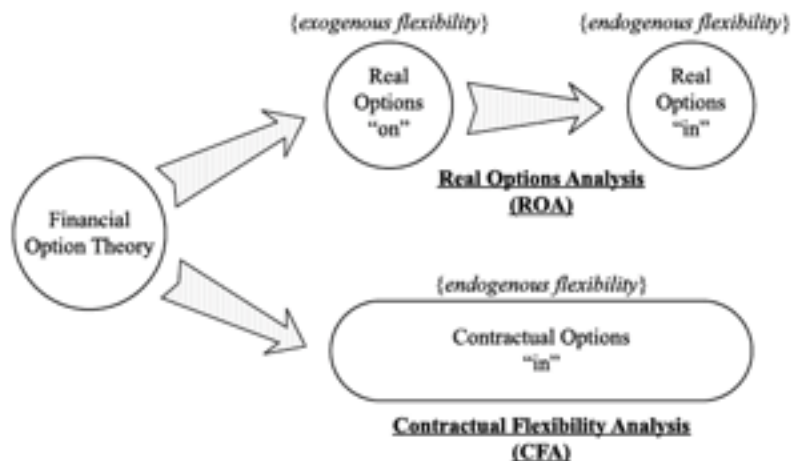 {exogenous flexibility}
{endogenous flexibility}
Real
Options
“on”
Real
Options
“in”
Real Options Analysis
(ROA)
Financial
Option Theory
{endogenous flexibility}
Contractual Options
“in”
Contractual Flexibility Analysis
(CFA)